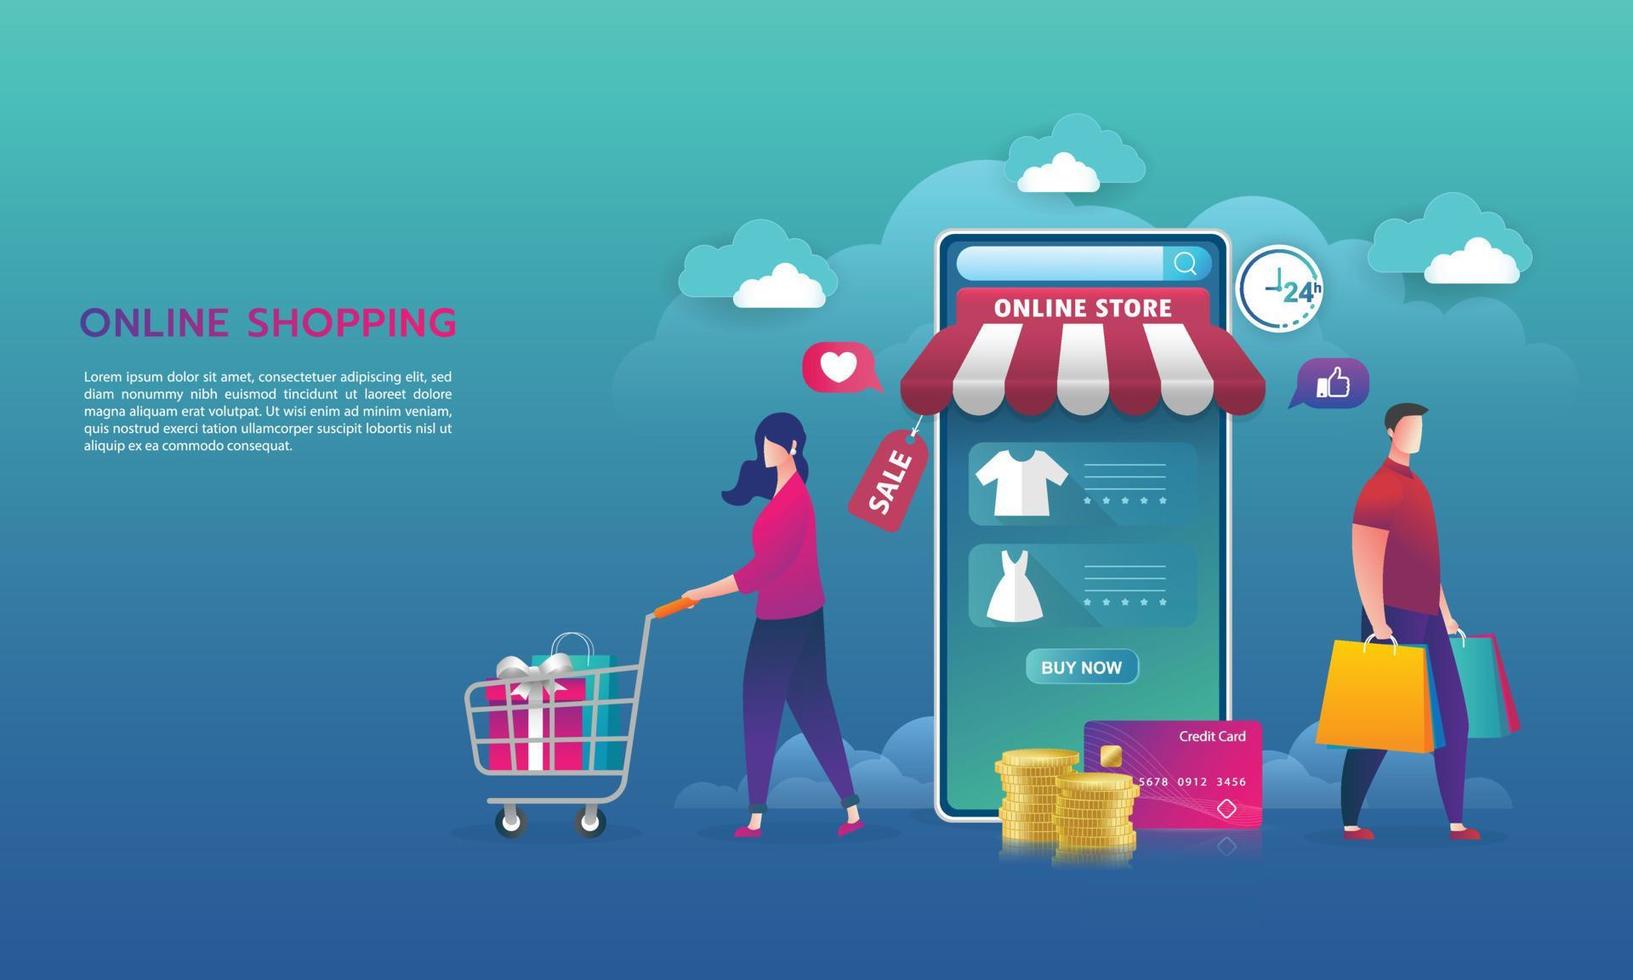 ONLINE SHOPPING
Lorem ipsum dolor sit amet, consectetuer adipiscing elit, sed
diam nonummy nibh euismod tincidunt ut laoreet dolore
magna aliquam erat volutpat. Ut wisi enim ad minim veniam,
quis nostrud exerci tation ullamcorper suscipit lobortis nisl ut
aliquip ex ea commodo consequat.
ONLINE STORE
24h
SALE
BUY NOW
Credit Card
5678 0912 3456